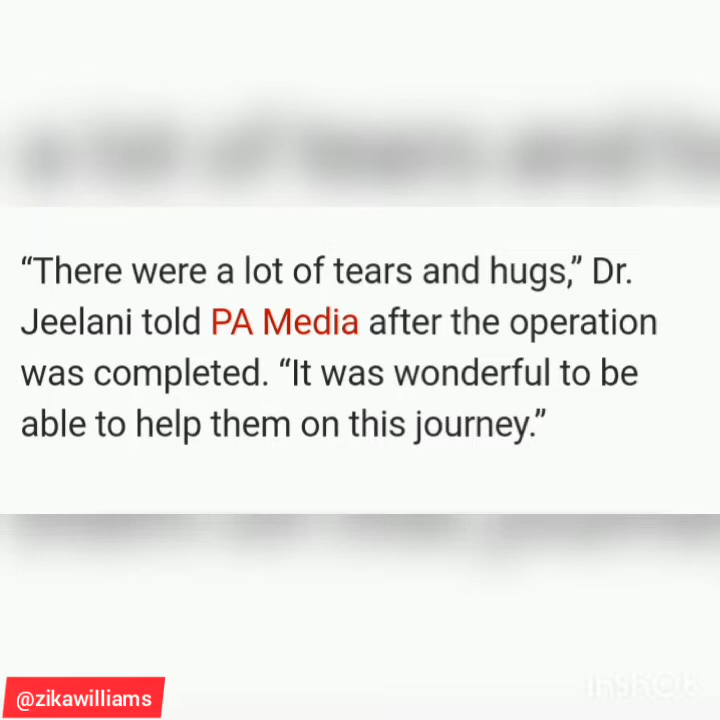 “There were a lot of tears and hugs,” Dr.
Jeelani told PA Media after the operation
was completed. “It was wonderful to be
able to help them on this journey.”
@zikawilliams